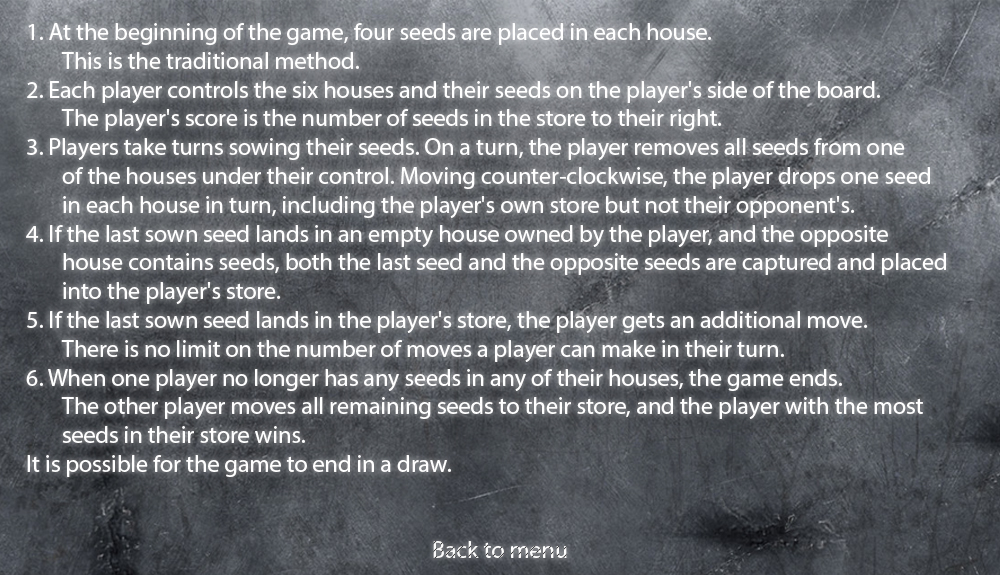 1. At the beginning of the game, four seeds are placed in each house.
This is the traditional method.
2. Each player controls the six houses and their seeds on the player's side of the board.
The player's score is the number of seeds in the store to their right.
3. Players take turns sowing their seeds. On a turn, the player removes all seeds from one
of the houses under their control. Moving counter-clockwise, the player drops one seed
in each house in turn, including the player's own store but not their opponent's.
4. If the last sown seed lands in an empty house owned by the player, and the opposite
house contains seeds, both the last seed and the opposite seeds are captured and placed
into the player's store.
5. If the last sown seed lands in the player's store, the player gets an additional move.
There is no limit on the number of moves a player can make in their turn.
6. When one player no longer has any seeds in any of their houses, the game ends.
The other player moves all remaining seeds to their store, and the player with the most
seeds in their store wins.
It is possible for the game to end in a draw.
Back to menu